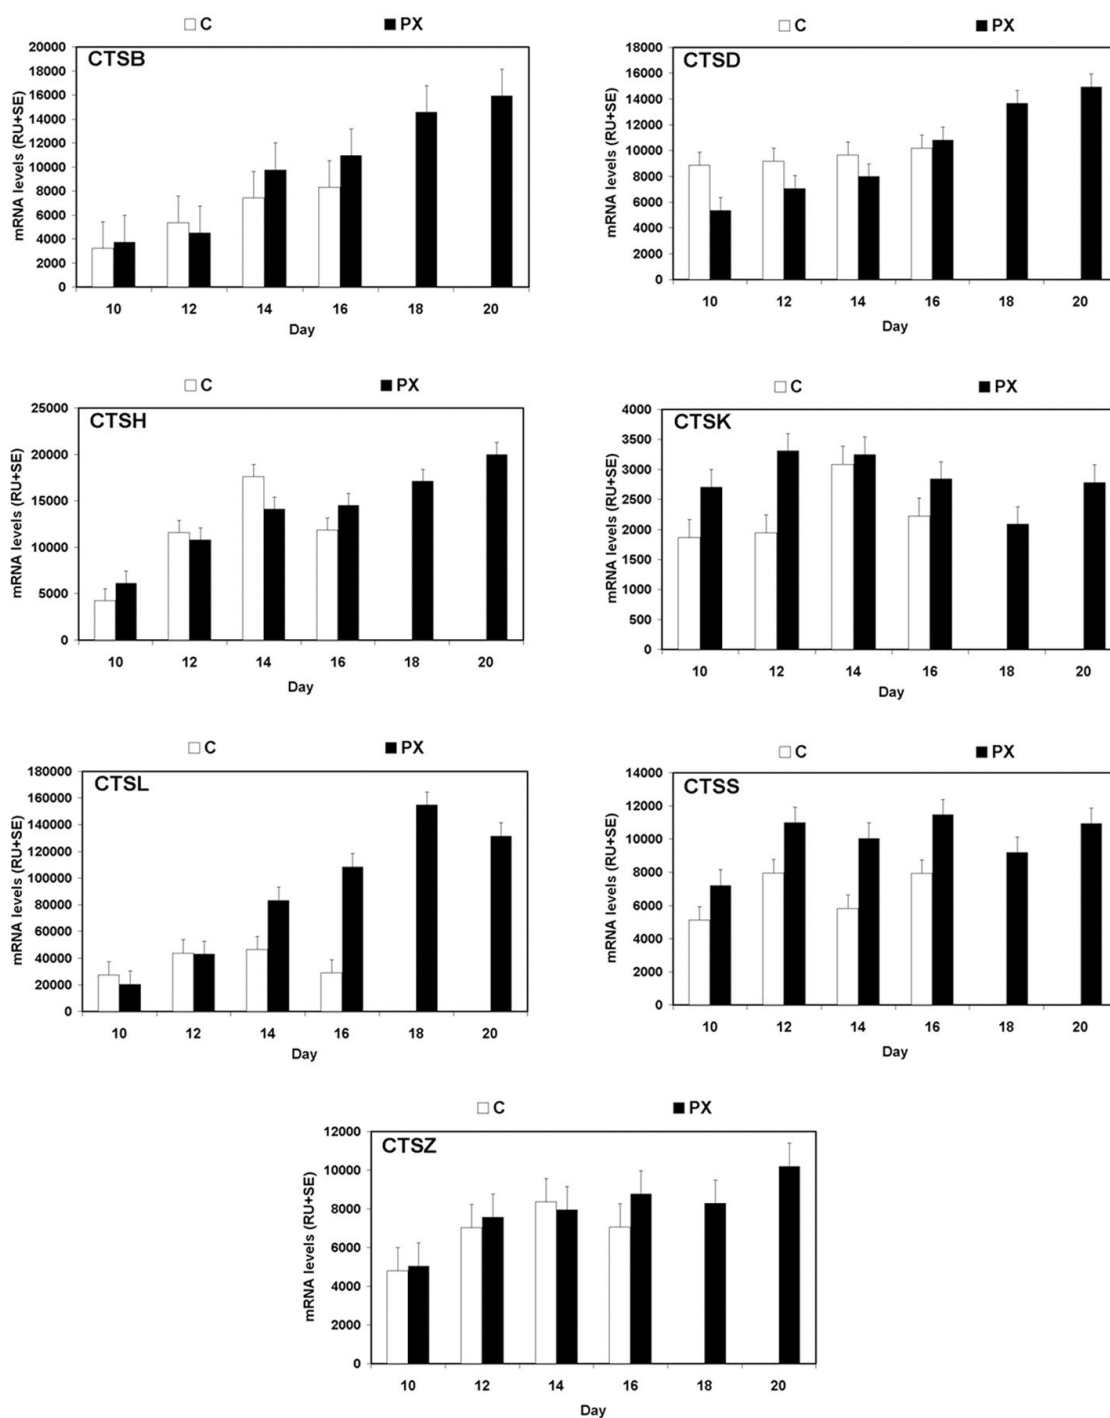 C PX
CTSB
mRNA levels (RU+SE)
20000
18000
16000
14000
12000
10000
8000
6000
4000
2000
0
10 12 14 16 18 20
Day
C PX
CTSD
mRNA levels (RU+SE)
18000
16000
14000
12000
10000
8000
6000
4000
2000
0
10 12 14 16 18 20
Day
C PX
CTSH
mRNA levels (RU+SE)
25000
20000
15000
10000
5000
0
10 12 14 16 18 20
Day
C PX
CTSK
mRNA levels (RU+SE)
4000
3500
3000
2500
2000
1500
1000
500
0
10 12 14 16 18 20
Day
C PX
CTSL
mRNA levels (RU+SE)
180000
160000
140000
120000
100000
80000
60000
40000
20000
0
10 12 14 16 18 20
Day
C PX
CTSS
mRNA levels (RU+SE)
14000
12000
10000
8000
6000
4000
2000
0
10 12 14 16 18 20
Day
C PX
CTSZ
mRNA levels (RU+SE)
12000
10000
8000
6000
4000
2000
0
10 12 14 16 18 20
Day